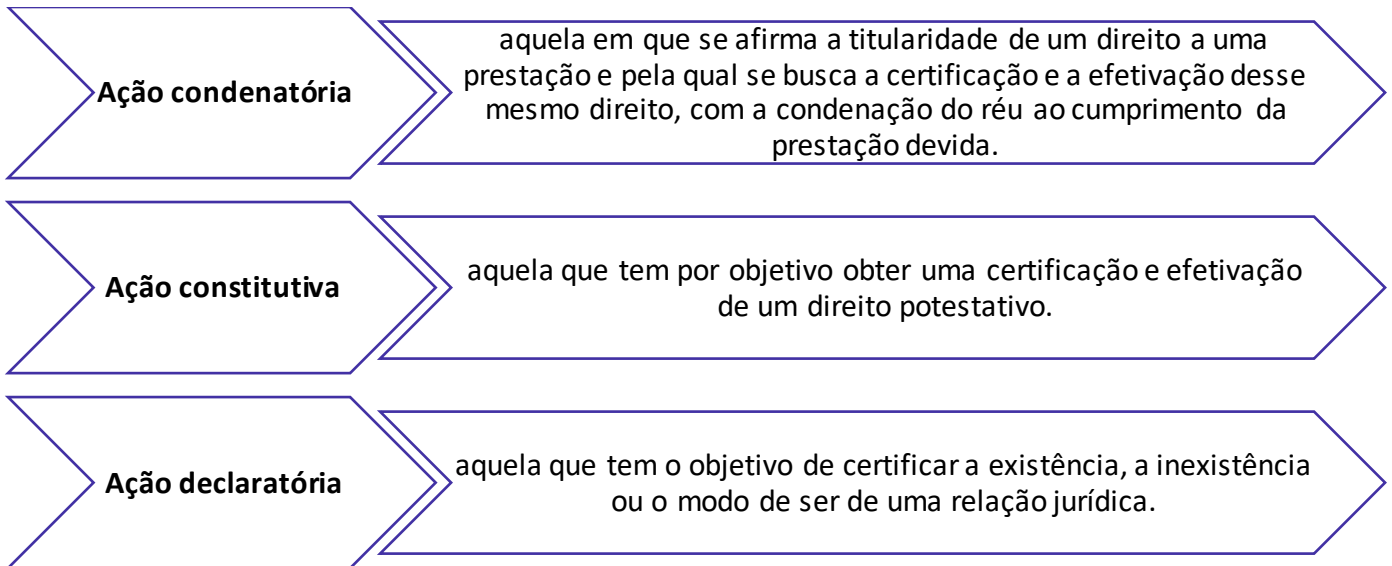 Ação condenatória
aquela em que se afirma a titularidade de um direito a uma
prestação e pela qual se busca a certificação e a efetivação desse
mesmo direito, com a condenação do réu ao cumprimento da
prestação devida.
Ação constitutiva
aquela que tem por objetivo obter uma certificação e efetivação
de um direito potestativo.
Ação declaratória
aquela que tem o objetivo de certificar a existência, a inexistência
ou o modo de ser de uma relação jurídica.